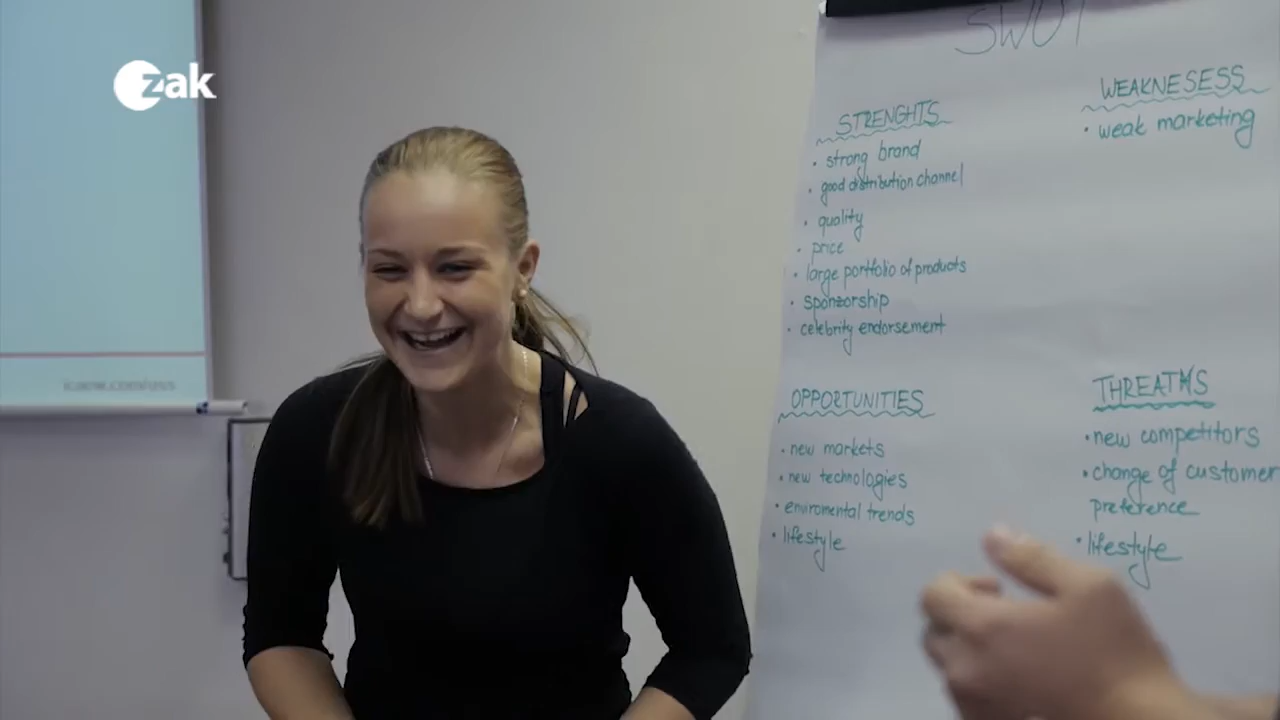 zak
SWOT
STRENGHTS
• strong brand
• good distribution channel
• quality
• price
• large portfolio of products
• sponzorship
• celebrity endorsement
WEAKNESESS
• weak marketing
OPPORTUNITIES
• new markets
• new technologies
• enviromental trends
• lifestyle
THREATHS
• new competitors
• change of customer
preference
• lifestyle